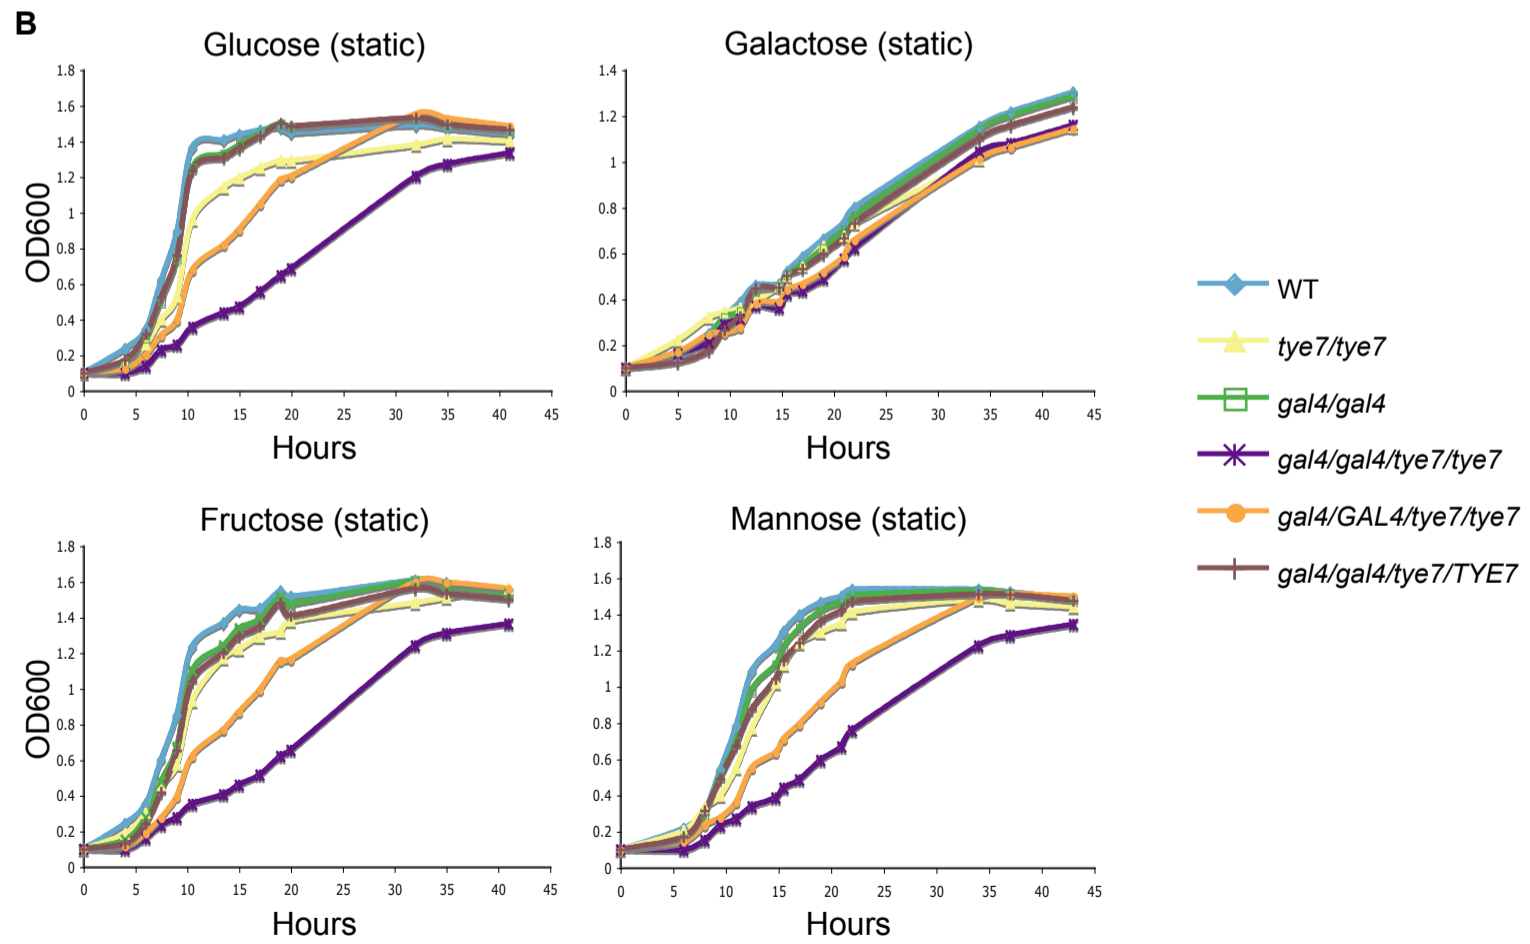 B
Glucose (static)
Galactose (static)
1.8
1.6
1.4
1.2
1
0.8
0.6
0.4
0.2
0
OD600
0 5 10 15 20 25 30 35 40 45
Hours
1.4
1.2
1
0.8
0.6
0.4
0.2
0
0 5 10 15 20 25 30 35 40 45
Hours
Fructose (static)
Mannose (static)
1.8
1.6
1.4
1.2
1
0.8
0.6
0.4
0.2
0
OD600
0 5 10 15 20 25 30 35 40 45
Hours
1.8
1.6
1.4
1.2
1
0.8
0.6
0.4
0.2
0
0 5 10 15 20 25 30 35 40 45
Hours
WT
tye7/tye7
gal4/gal4
gal4/gal4/tye7/tye7
gal4/GAL4/tye7/tye7
gal4/gal4/tye7/TYE7